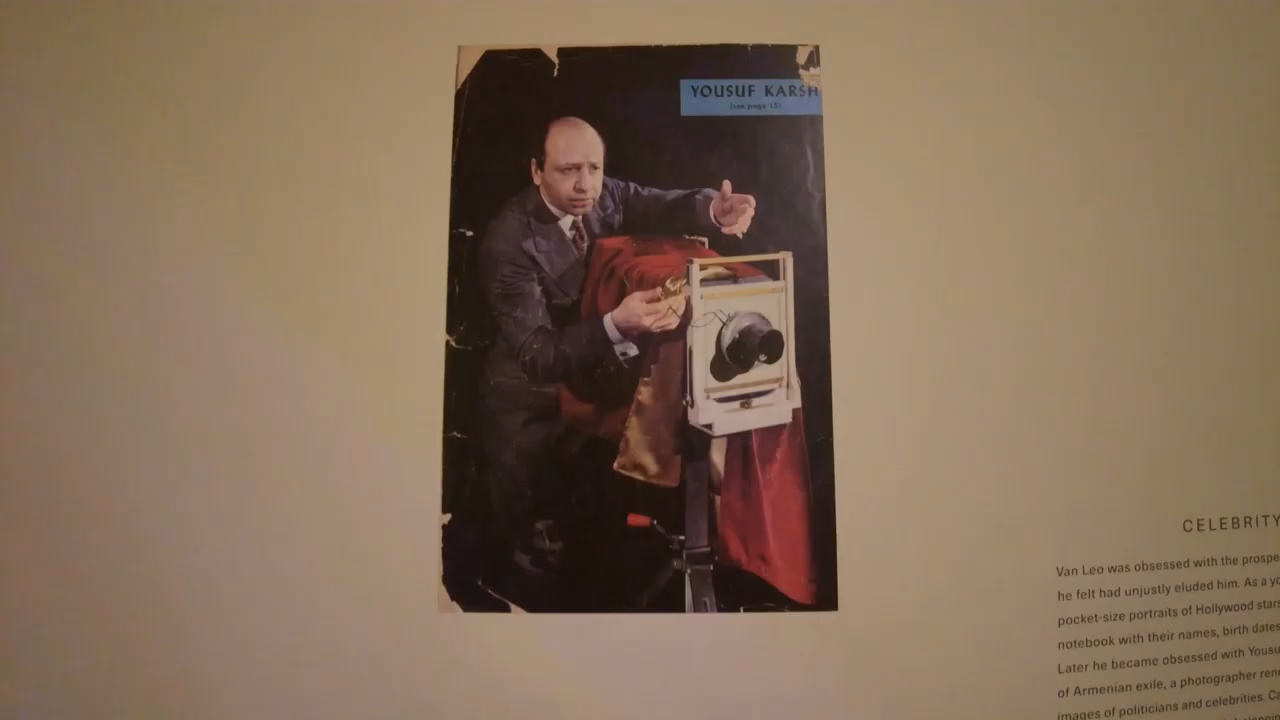 YOUSUF KARSH
(see page 15)
CELEBRITY
Van Leo was obsessed with the prospe
he felt had unjustly eluded him. As a yo
pocket-size portraits of Hollywood stars
notebook with their names, birth dates
Later he became obsessed with Yousu
of Armenian exile, a photographer ren
images of politicians and celebrities. Ca